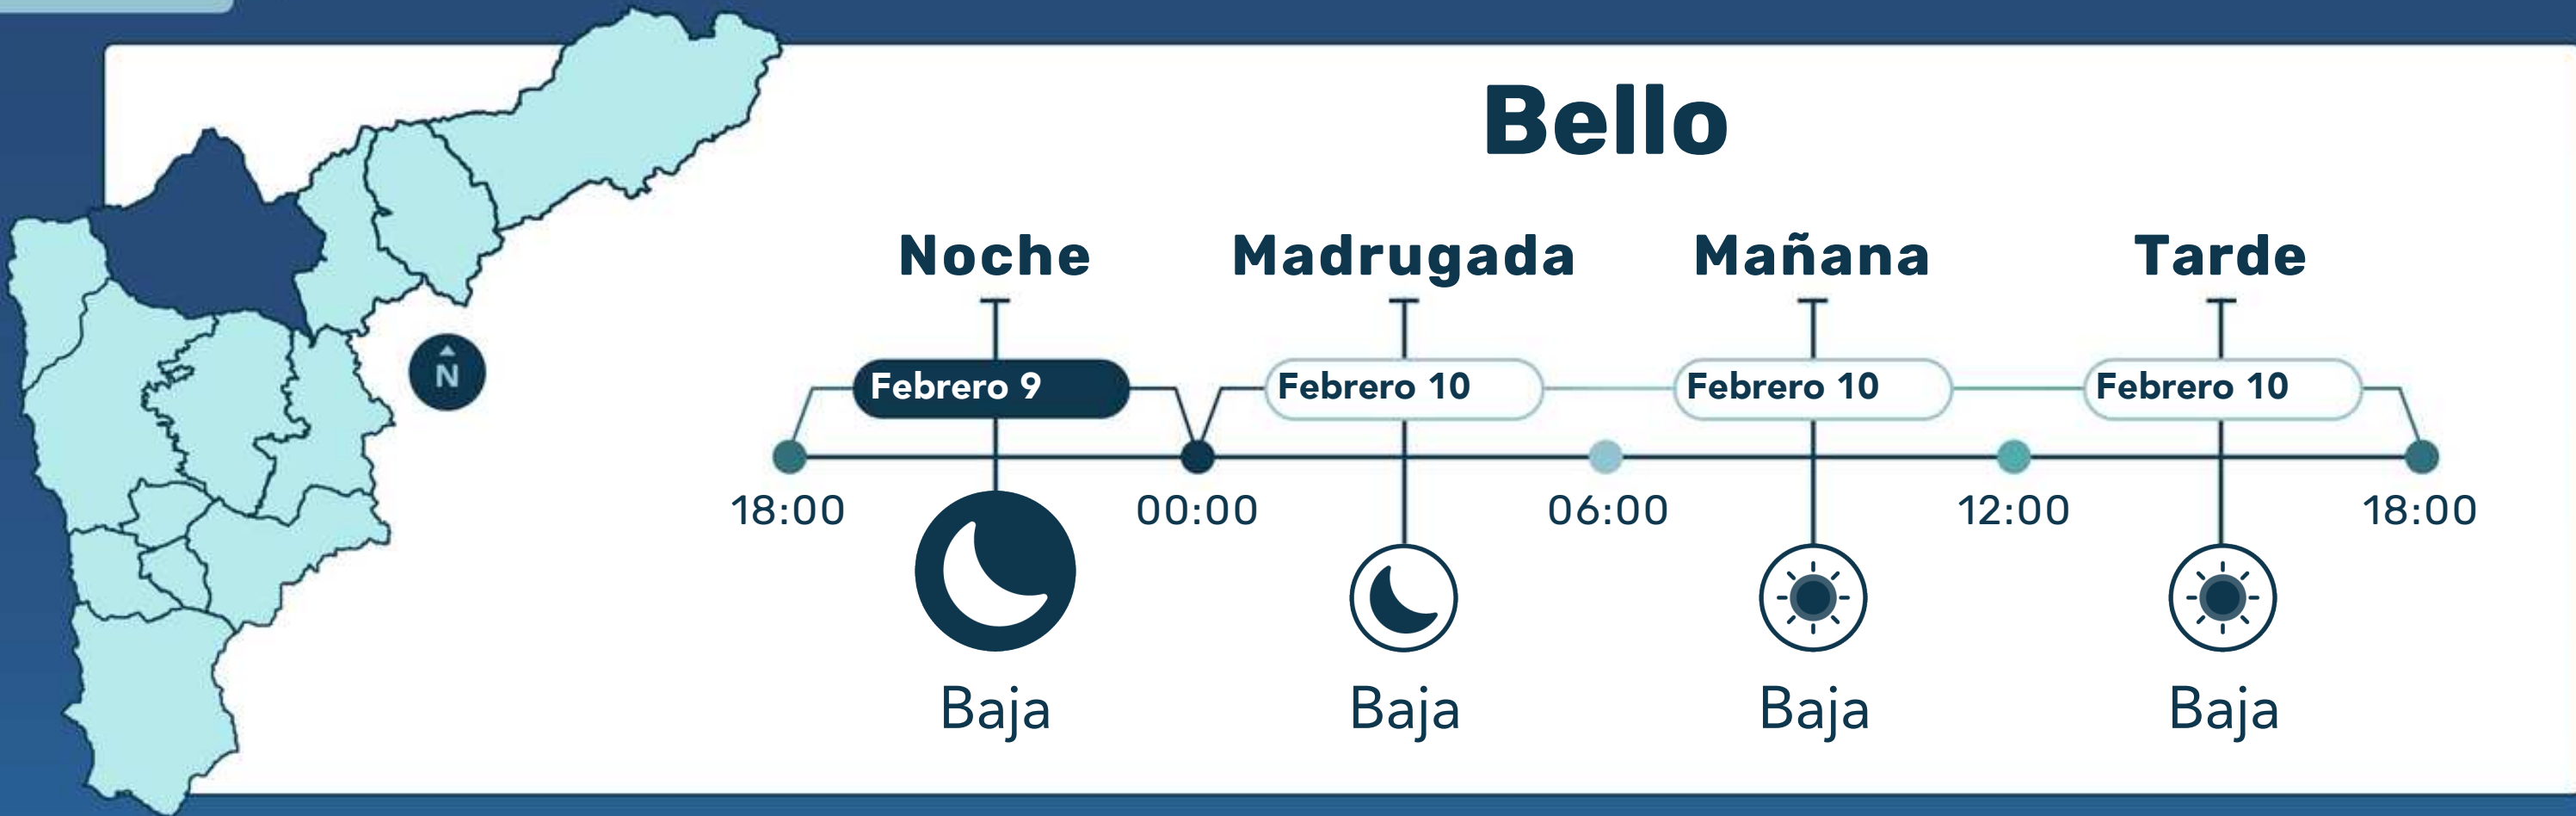 Bello
Noche Madrugada Mañana Tarde
Febrero 9 Febrero 10 Febrero 10 Febrero 10
N
18:00 00:00 06:00 12:00 18:00
Baja Baja Baja Baja